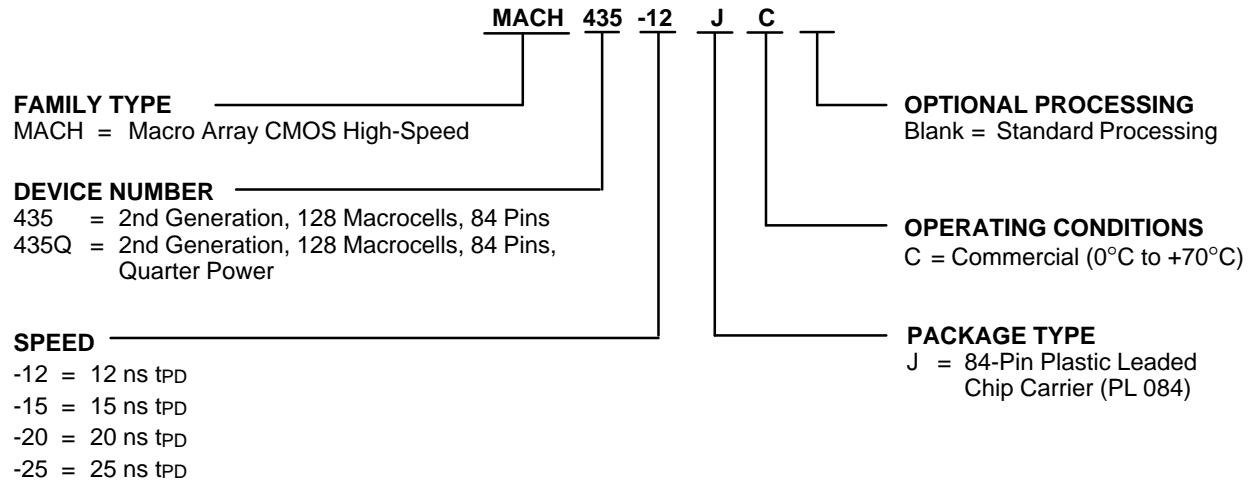 MACH 435 -12 J C
FAMILY TYPE
MACH = Macro Array CMOS High-Speed
DEVICE NUMBER
435 = 2nd Generation, 128 Macrocells, 84 Pins
435Q = 2nd Generation, 128 Macrocells, 84 Pins,
Quarter Power
SPEED
-12 = 12 ns tPD
-15 = 15 ns tPD
-20 = 20 ns tPD
-25 = 25 ns tPD
OPTIONAL PROCESSING
Blank = Standard Processing
OPERATING CONDITIONS
C = Commercial (0°C to +70°C)
PACKAGE TYPE
J = 84-Pin Plastic Leaded
Chip Carrier (PL 084)